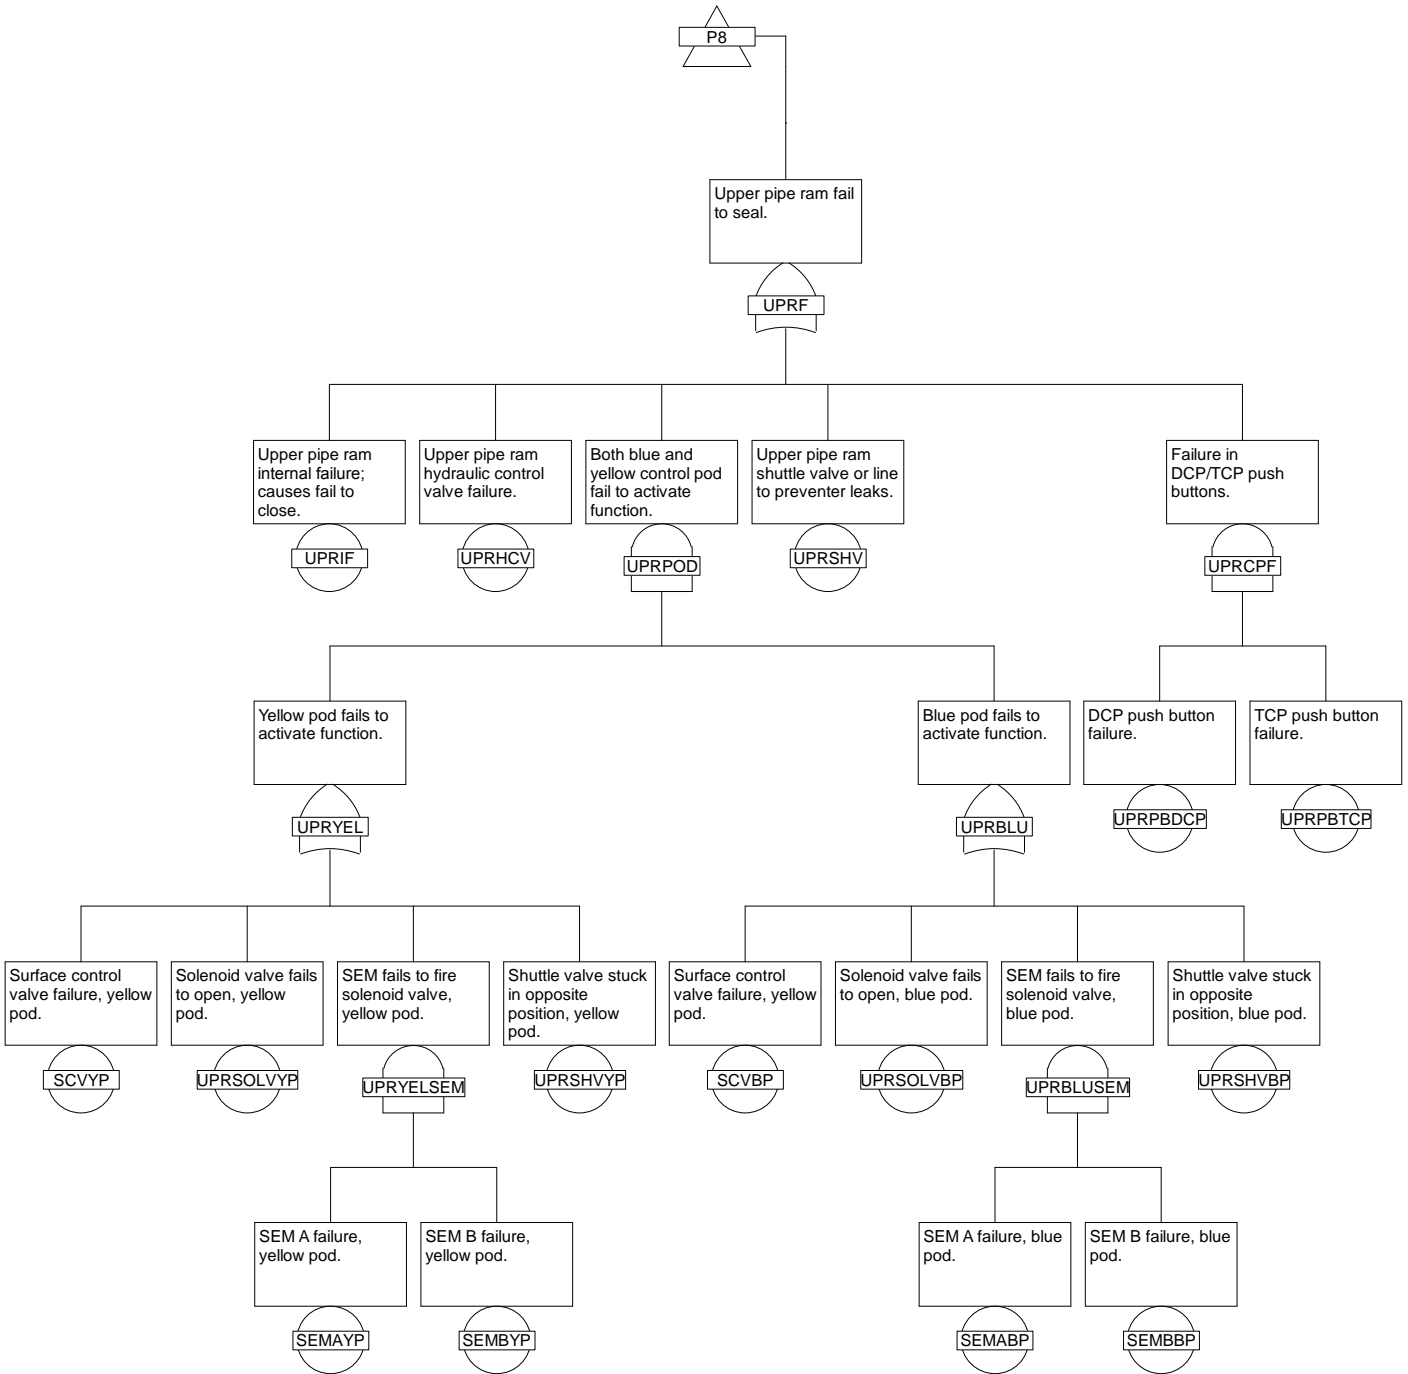 P8
Upper pipe ram fail
to seal.
UPRF
Upper pipe ram
internal failure;
causes fail to
close.
UPRIF
Upper pipe ram
hydraulic control
valve failure.
UPRHCV
Both blue and
yellow control pod
fail to activate
function.
UPRPOD
Upper pipe ram
shuttle valve or line
to preventer leaks.
UPRSHV
Failure in
DCP/TCP push
buttons.
UPRCPF
Yellow pod fails to
activate function.
UPRYEL
Blue pod fails to
activate function.
UPRBLU
DCP push button
failure.
UPRPBDCP
TCP push button
failure.
UPRPBTCP
Surface control
valve failure, yellow
pod.
SCVYP
Solenoid valve fails
to open, yellow
pod.
UPRSOLVYP
SEM fails to fire
solenoid valve,
yellow pod.
UPRYELSEM
Shuttle valve stuck
in opposite
position, yellow
pod.
UPRSHVYP
Surface control
valve failure, yellow
pod.
SCVBP
Solenoid valve fails
to open, blue pod.
UPRSOLVBP
SEM fails to fire
solenoid valve,
blue pod.
UPRBLUSEM
Shuttle valve stuck
in opposite
position, blue pod.
UPRSHVBP
SEM A failure,
yellow pod.
SEMAYP
SEM B failure,
yellow pod.
SEMBYP
SEM A failure, blue
pod.
SEMABP
SEM B failure, blue
pod.
SEMBBP